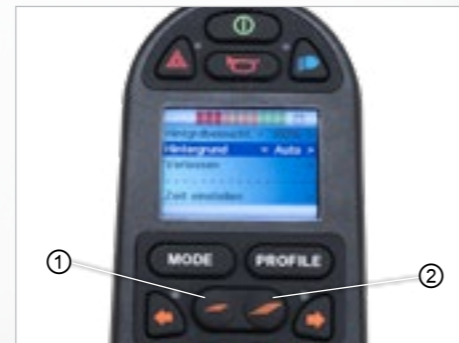 Hintergrund < Auto >
Verlassen
Zeit einstellen
MODE PROFILE
1 2